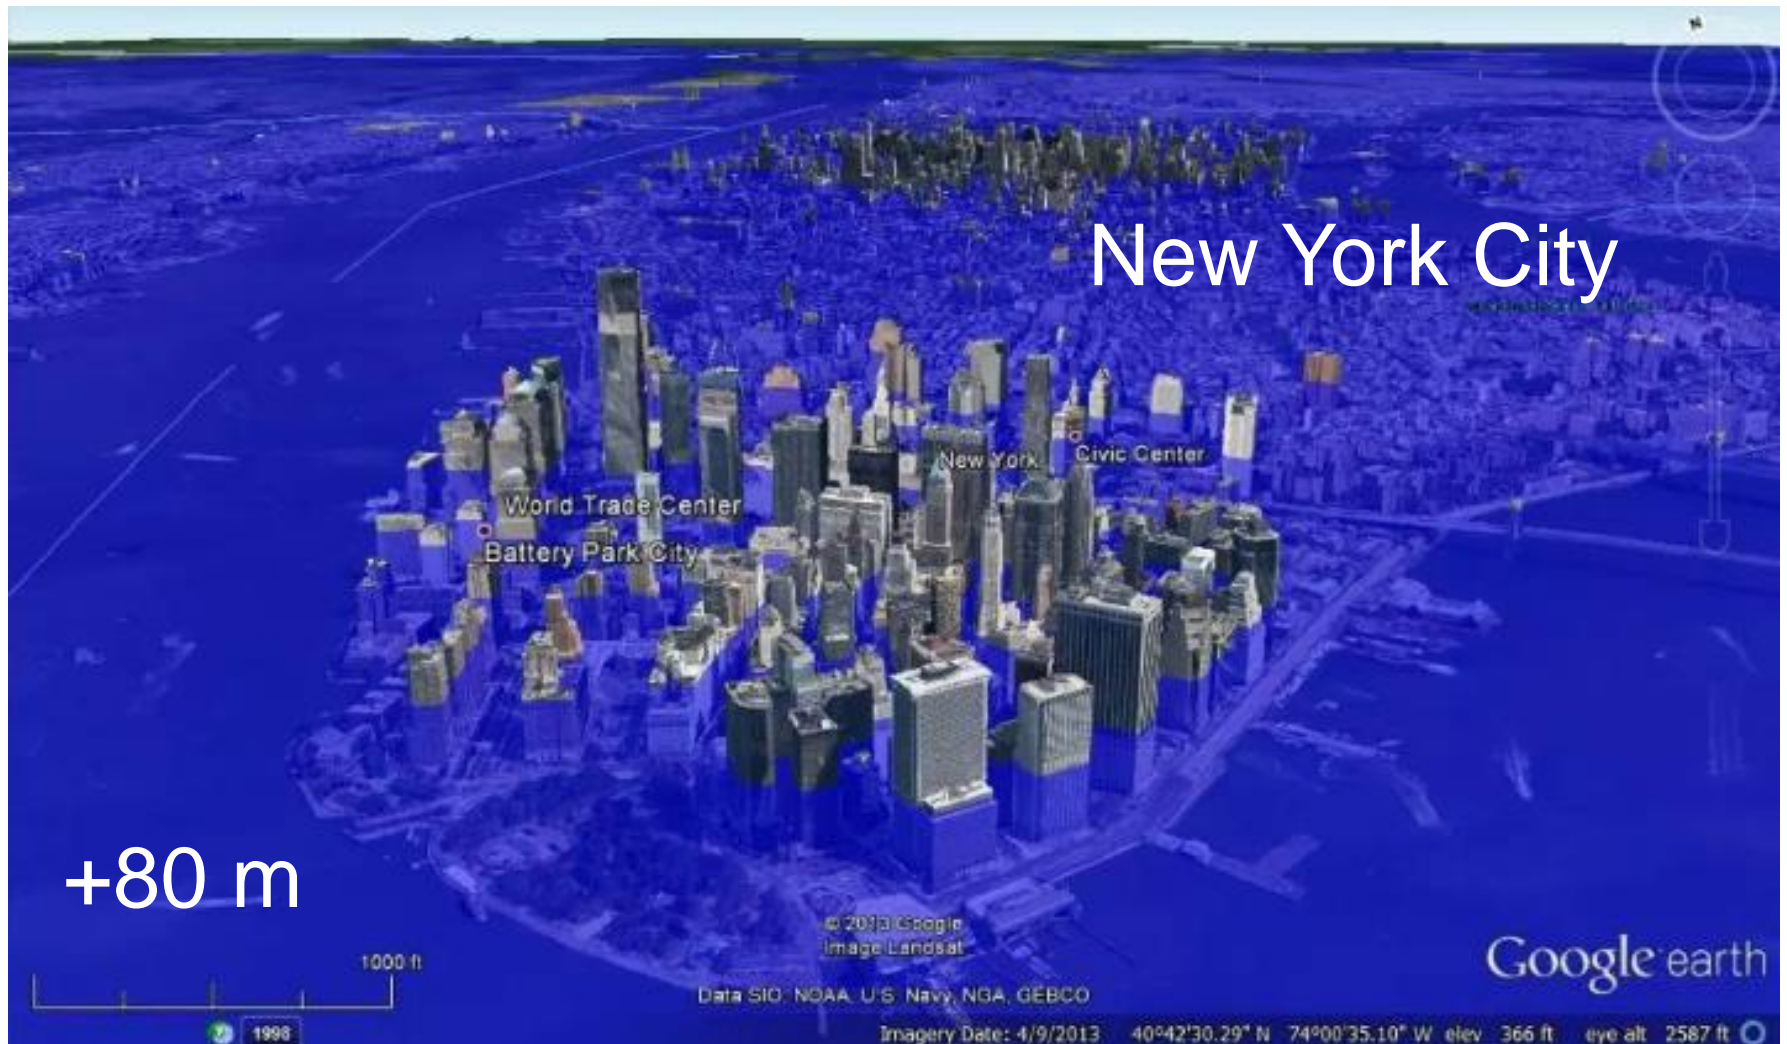 N
New York City
New York
Civic Center
World Trade Center
Battery Park City
+80 m
© 2013 Google
Image Landsat
Google earth
1000 ft
Data SIO, NOAA, U.S. Navy, NGA, GEBCO
1998
Imagery Date: 4/9/2013 40°42'30.29" N 74°00'35.10" W elev 366 ft eye alt 2587 ft